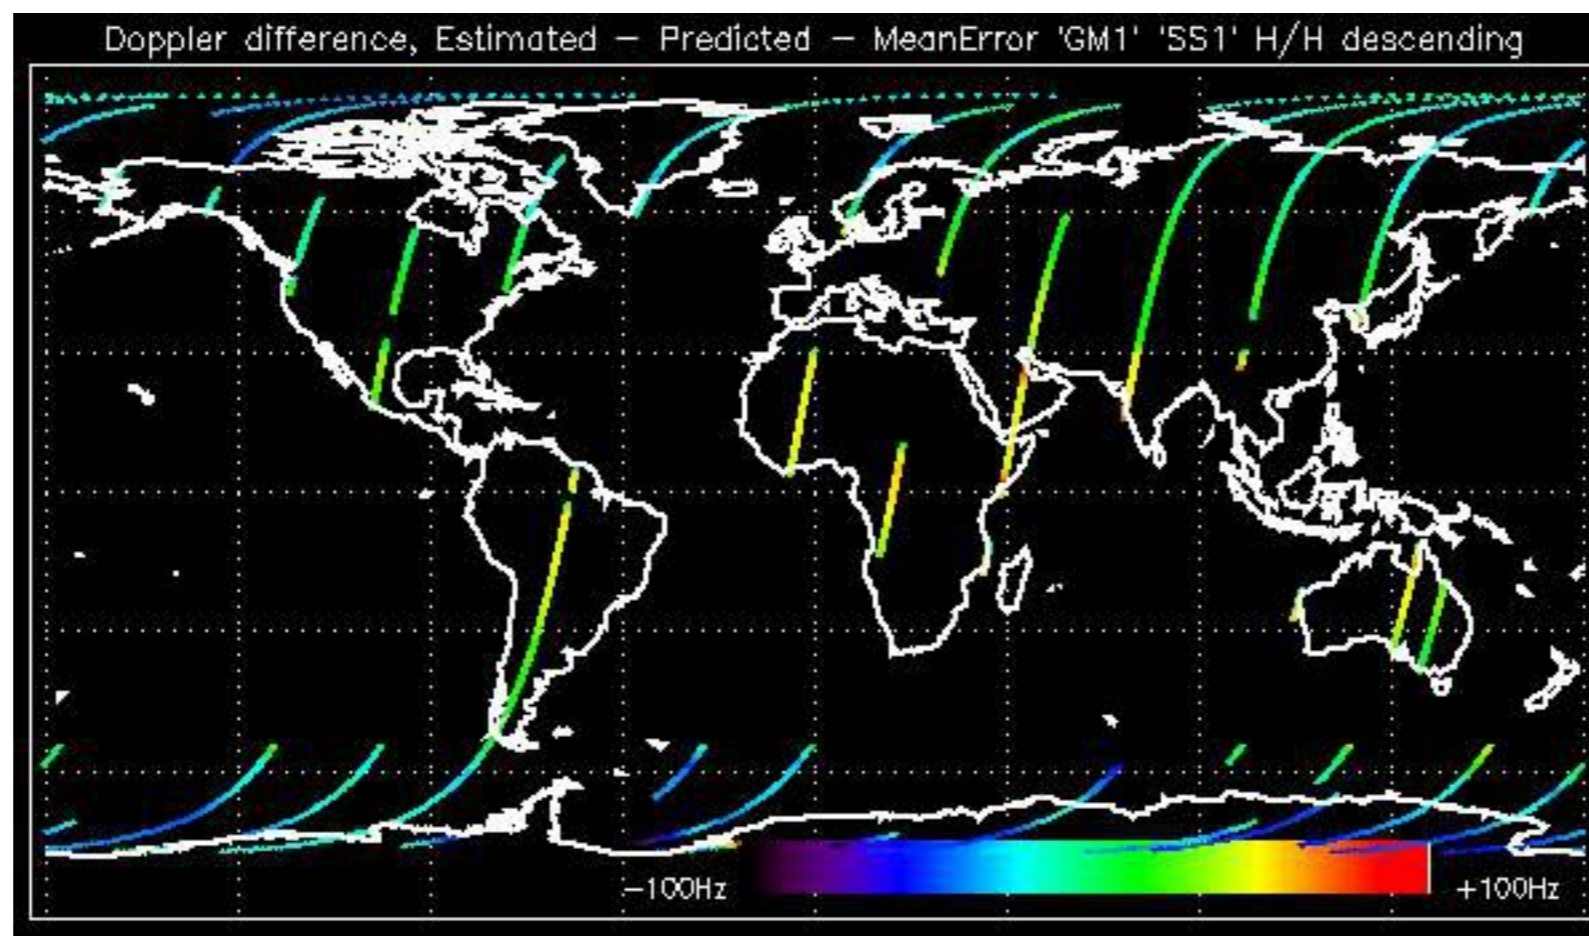 Doppler difference, Estimated - Predicted - MeanError 'GM1' 'SS1' H/H descending
-100Hz
+100Hz